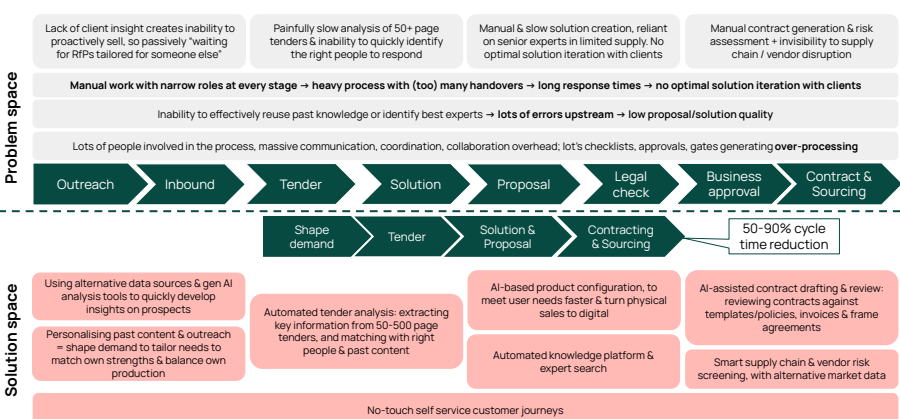 Problem space
Lack of client insight creates inability to
proactively sell, so passively “waiting
for RFPs tailored for someone else”
Painfully slow analysis of 50+ page
tenders & inability to quickly identify
the right people to respond
Manual & slow solution creation, reliant
on senior experts in limited supply. No
optimal solution iteration with clients
Manual contract generation & risk
assessment + invisibility to supply
chain / vendor disruption
Manual work with narrow roles at every stage → heavy process with (too) many handovers → long response times → no optimal solution iteration with clients
Inability to effectively reuse past knowledge or identify best experts → lots of errors upstream → low proposal/solution quality
Lots of people involved in the process, massive communication, coordination, collaboration overhead; lot's checklists, approvals, gates generating over-processing
Outreach
Inbound
Tender
Solution
Proposal
Legal
check
Business
approval
Contract &
Sourcing
Shape
demand
Tender
Solution &
Proposal
Contracting
& Sourcing
50-90% cycle
time reduction
Solution space
Using alternative data sources & gen AI
analysis tools to quickly develop
insights on prospects
Personalising past content & outreach
= shape demand to tailor needs to
match own strengths & balance own
production
Automated tender analysis: extracting
key information from 50-500 page
tenders, and matching with right
people & past content
AI-based product configuration, to
meet user needs faster & turn physical
sales to digital
Automated knowledge platform &
expert search
AI-assisted contract drafting & review:
reviewing contracts against
templates/policies, invoices & frame
agreements
Smart supply chain & vendor risk
screening, with alternative market data
No-touch self service customer journeys